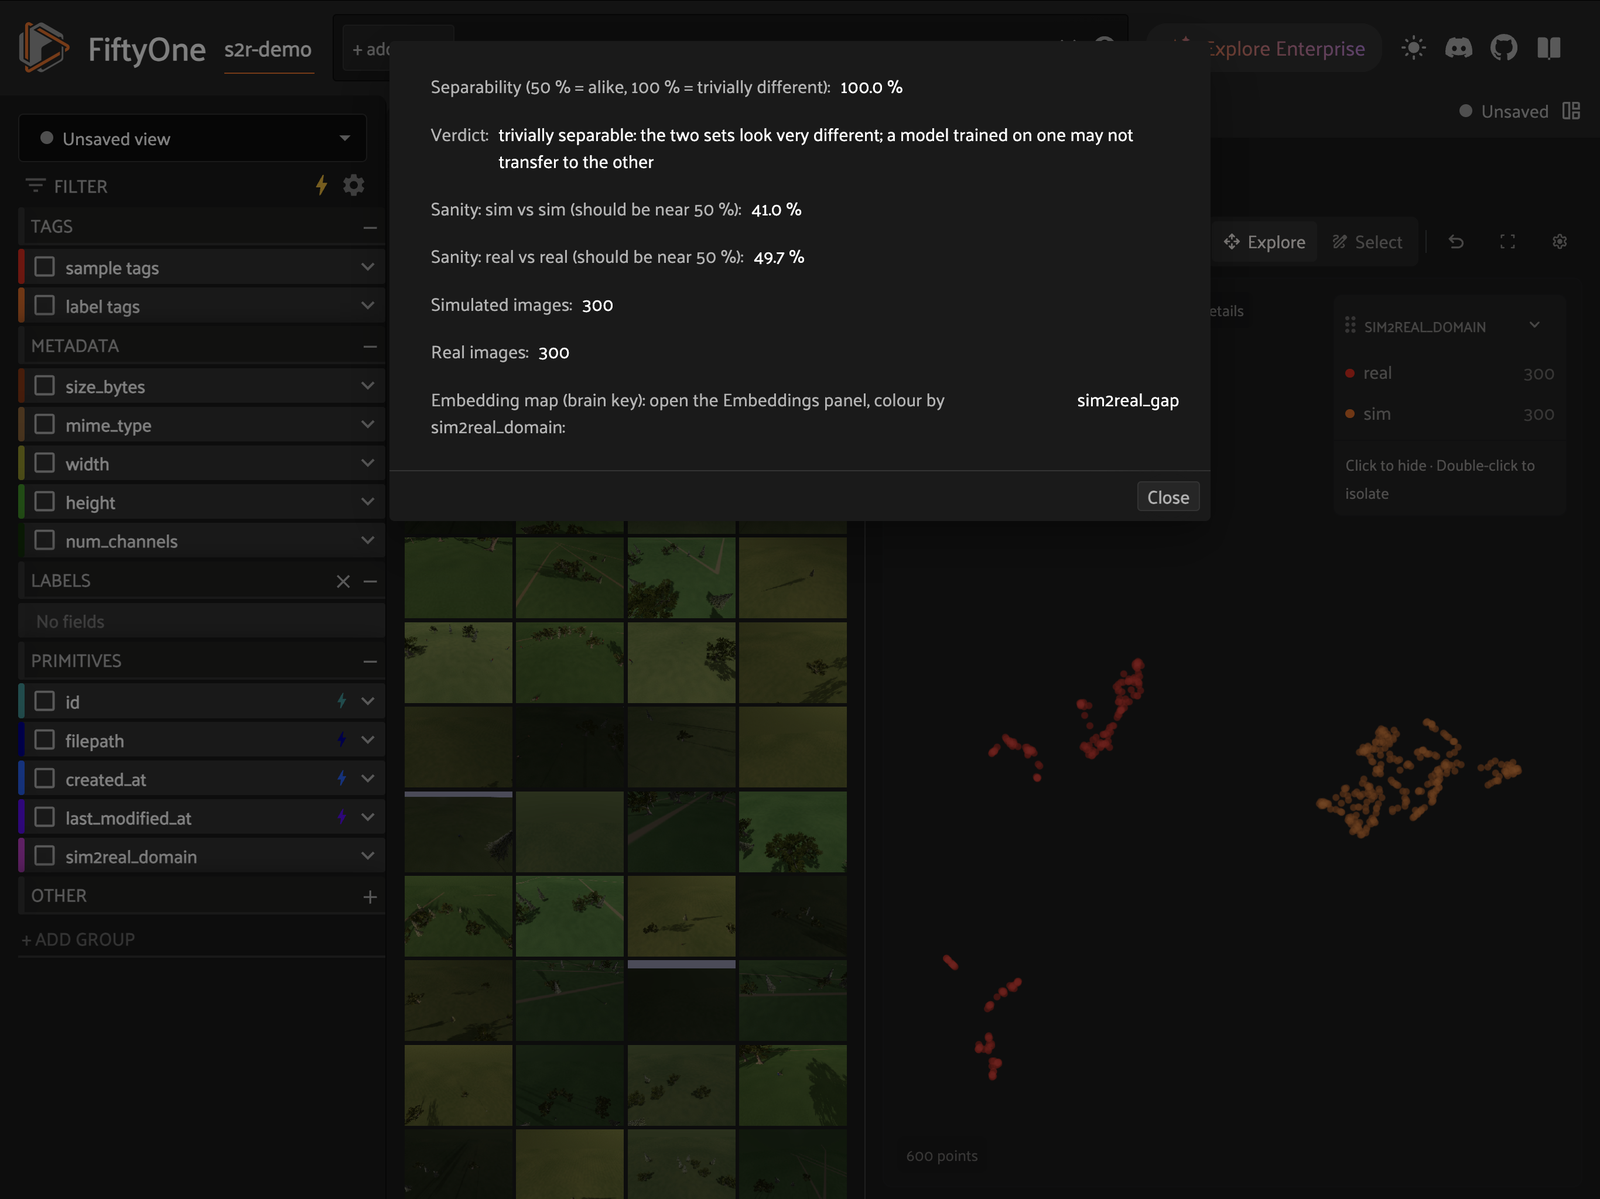 FiftyOne
s2r-demo
+ add
Explore Enterprise
Unsaved view
Unsaved
FILTER
TAGS
sample tags
label tags
METADATA
size_bytes
mime_type
width
height
num_channels
LABELS
No fields
PRIMITIVES
id
filepath
created_at
last_modified_at
sim2real_domain
OTHER
+ ADD GROUP
Separability (50 % = alike, 100 % = trivially different): 100.0 %
Verdict: trivially separable: the two sets look very different; a model trained on one may not
transfer to the other
Sanity: sim vs sim (should be near 50 %): 41.0 %
Sanity: real vs real (should be near 50 %): 49.7 %
Simulated images: 300
Real images: 300
Embedding map (brain key): open the Embeddings panel, colour by sim2real_gap
sim2real_domain:
Close
Explore
Select
etails
SIM2REAL_DOMAIN
real 300
sim 300
Click to hide · Double-click to
isolate
600 points